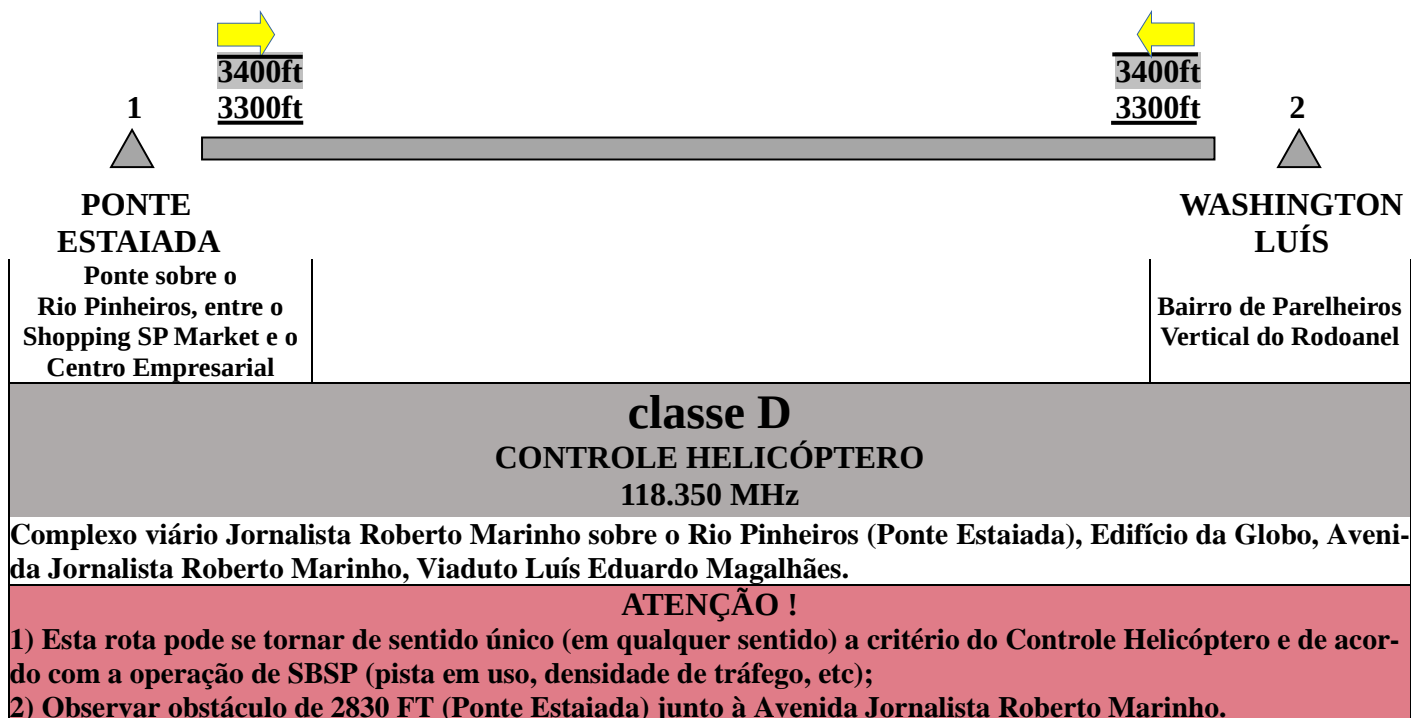 3400ft
3300ft
3400ft
3300ft
1
2
PONTE
ESTAIADA
WASHINGTON
LUÍS
Ponte sobre o
Rio Pinheiros, entre o
Shopping SP Market e o
Centro Empresarial
Bairro de Parelheiros
Vertical do Rodoanel
classe D
CONTROLE HELICÓPTERO
118.350 MHz
Complexo viário Jornalista Roberto Marinho sobre o Rio Pinheiros (Ponte Estaiada), Edifício da Globo, Aveni-
da Jornalista Roberto Marinho, Viaduto Luís Eduardo Magalhães.
ATENÇÃO !
1) Esta rota pode se tornar de sentido único (em qualquer sentido) a critério do Controle Helicóptero e de acor-
do com a operação de SBSP (pista em uso, densidade de tráfego, etc);
2) Observar obstáculo de 2830 FT (Ponte Estaiada) junto à Avenida Jornalista Roberto Marinho.